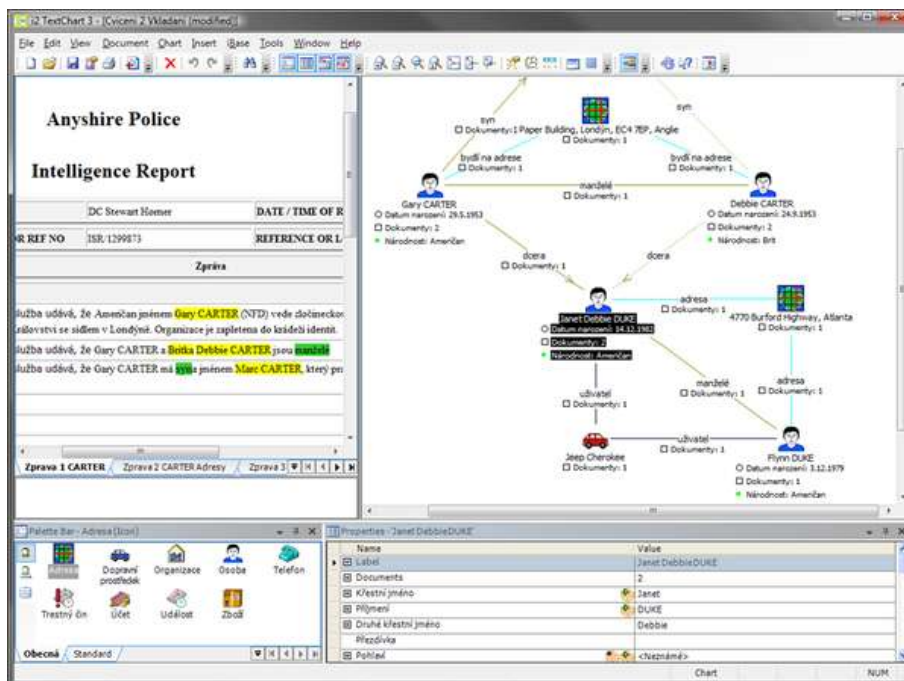 i2 TextChart 3 - [Cviceni 2 Vkladani (modified)]
File Edit View Document Chart Insert iBase Tools Window Help
Anyshire Police
Intelligence Report
DC Stewart Horner DATE / TIME OF R
OR REF NO ISR/1299873 REFERENCE OR L
Zpráva
služba udává, že Američan jménem Gary CARTER (NFD) vede zločineckou
Království se sídlem v Londýně. Organizace je zapletena do krádeží identit.
služba udává, že Gary CARTER a Britka Debbie CARTER jsou manželé
služba udává, že Gary CARTER má syna jménem Marc CARTER, který pra
Zprava 1 CARTER Zprava 2 CARTER Adresy Zprava 3
syn
Dokumenty: 1
Paper Building, Londýn, EC4 7EP, Anglie
Dokumenty: 1
syn
bydlí na adrese
Dokumenty: 1
bydlí na adrese
Dokumenty: 1
manželé
Dokumenty: 1
Gary CARTER
Datum narození: 29.5.1953
Dokumenty: 2
Národnost: Američan
Debbie CARTER
Datum narození: 24.9.1953
Dokumenty: 2
Národnost: Brit
dcera
Dokumenty: 1
dcera
Dokumenty: 1
Janet Debbie DUKE
Datum narození: 14.12.1982
Dokumenty: 2
Národnost: Američan
adresa
Dokumenty: 1
4770 Burford Highway, Atlanta
Dokumenty: 1
manželé
Dokumenty: 1
adresa
Dokumenty: 1
uživatel
Dokumenty: 1
Jeep Cherokee
Dokumenty: 1
uživatel
Dokumenty: 1
Flynn DUKE
Datum narození: 3.12.1979
Dokumenty: 2
Národnost: Američan
Palette Bar - Adresa (Icon)
Adresa Dopravní prostředek Organizace Osoba Telefon
Trestný čin Účet Událost Zboží
Obecná Standard
Properties - 'Janet DebbieDUKE'
Name Value
Label Janet DebbieDUKE
Documents 2
Křestní jméno Janet
Příjmení DUKE
Druhé křestní jméno Debbie
Přezdívka
Pohlaví <Neznámé>
Chart NUM